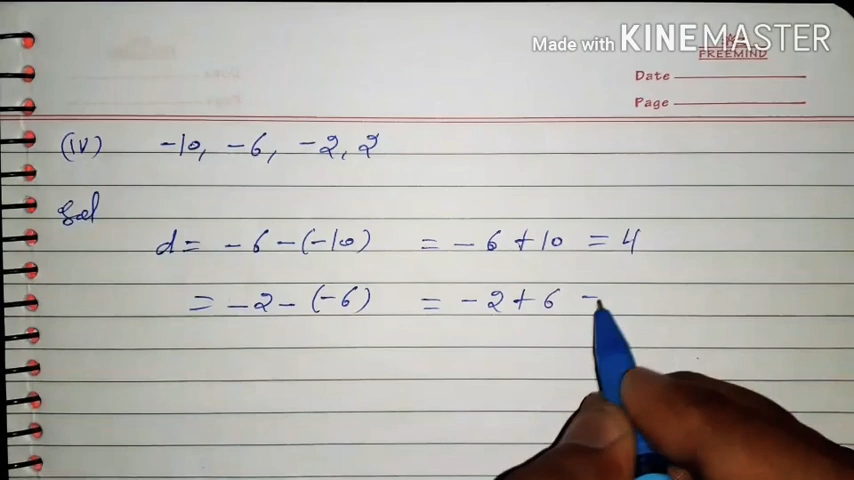 Made with KINEMASTER
FREEMIND
Date
Page
(IV) -10, -6, -2, 2
Sol
d = -6 - (-10) = -6 + 10 = 4
= -2 - (-6) = -2 + 6 -